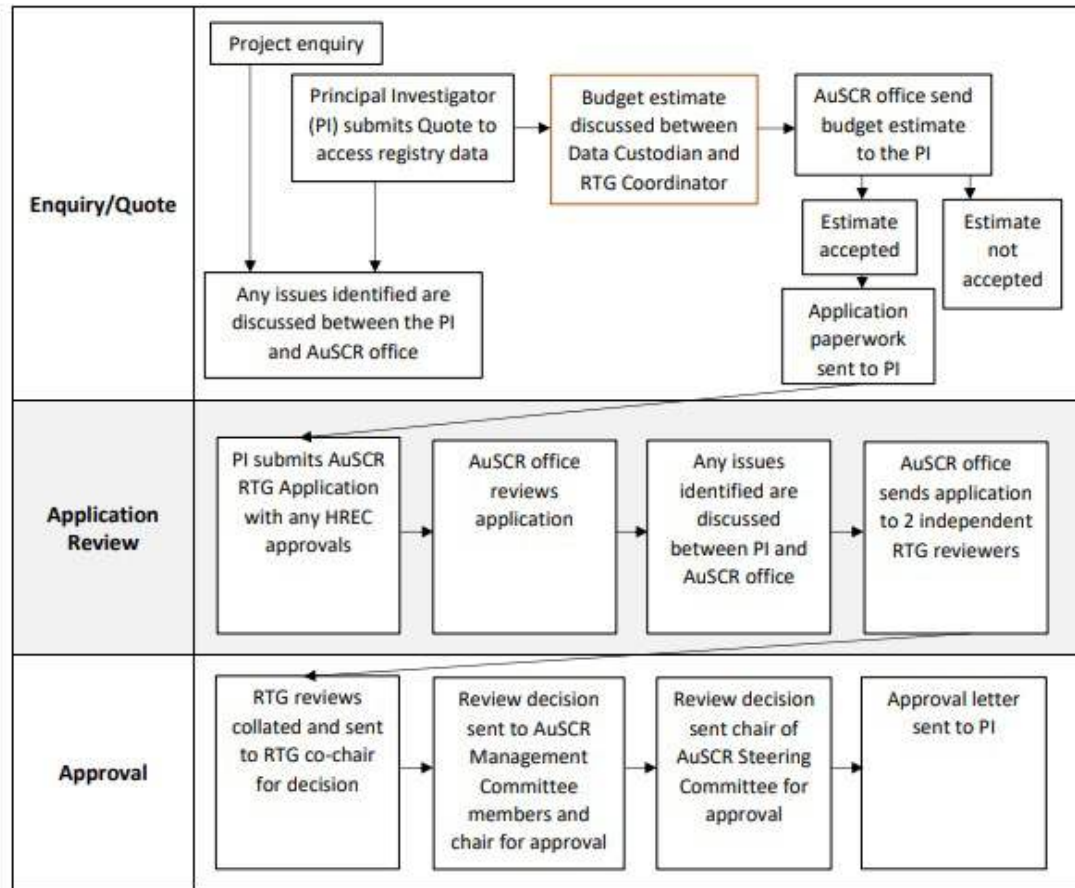 Enquiry/Quote
Project enquiry
Principal Investigator
(PI) submits Quote to
access registry data
Budget estimate
discussed between
Data Custodian and
RTG Coordinator
AuSCR office send
budget estimate
to the PI
Estimate
accepted
Estimate
not
accepted
Any issues identified are
discussed between the PI
and AuSCR office
Application
paperwork
sent to PI
Application
Review
PI submits AuSCR
RTG Application
with any HREC
approvals
AuSCR office
reviews
application
Any issues
identified are
discussed
between PI and
AuSCR office
AuSCR office
sends application
to 2 independent
RTG reviewers
Approval
RTG reviews
collated and sent
to RTG co-chair
for decision
Review decision
sent to AuSCR
Management
Committee
members and
chair for approval
Review decision
sent chair of
AuSCR Steering
Committee for
approval
Approval letter
sent to PI